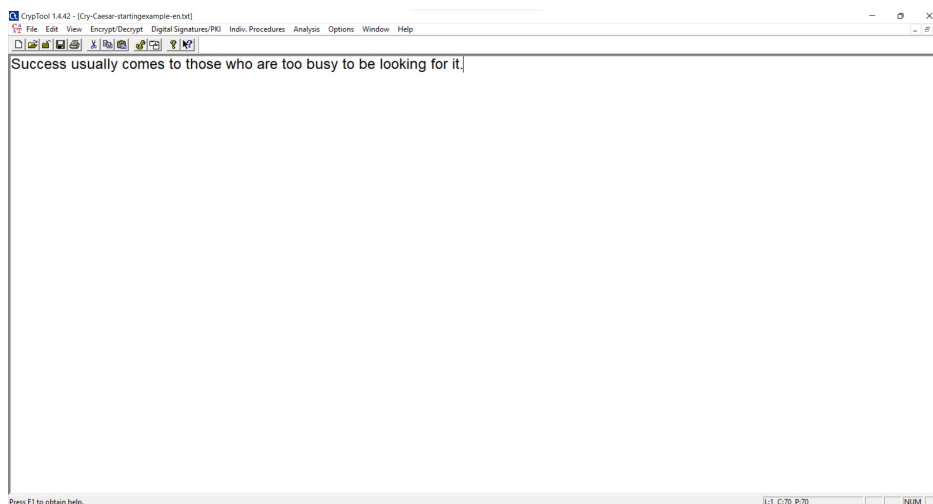 CrypTool 1.4.42 - [Cry-Caesar-startingexample-en.txt]
File Edit View Encrypt/Decrypt Digital Signatures/PKI Indiv. Procedures Analysis Options Window Help
Success usually comes to those who are too busy to be looking for it.
Press F1 to obtain help. L:1 C:70 P:70 NUM